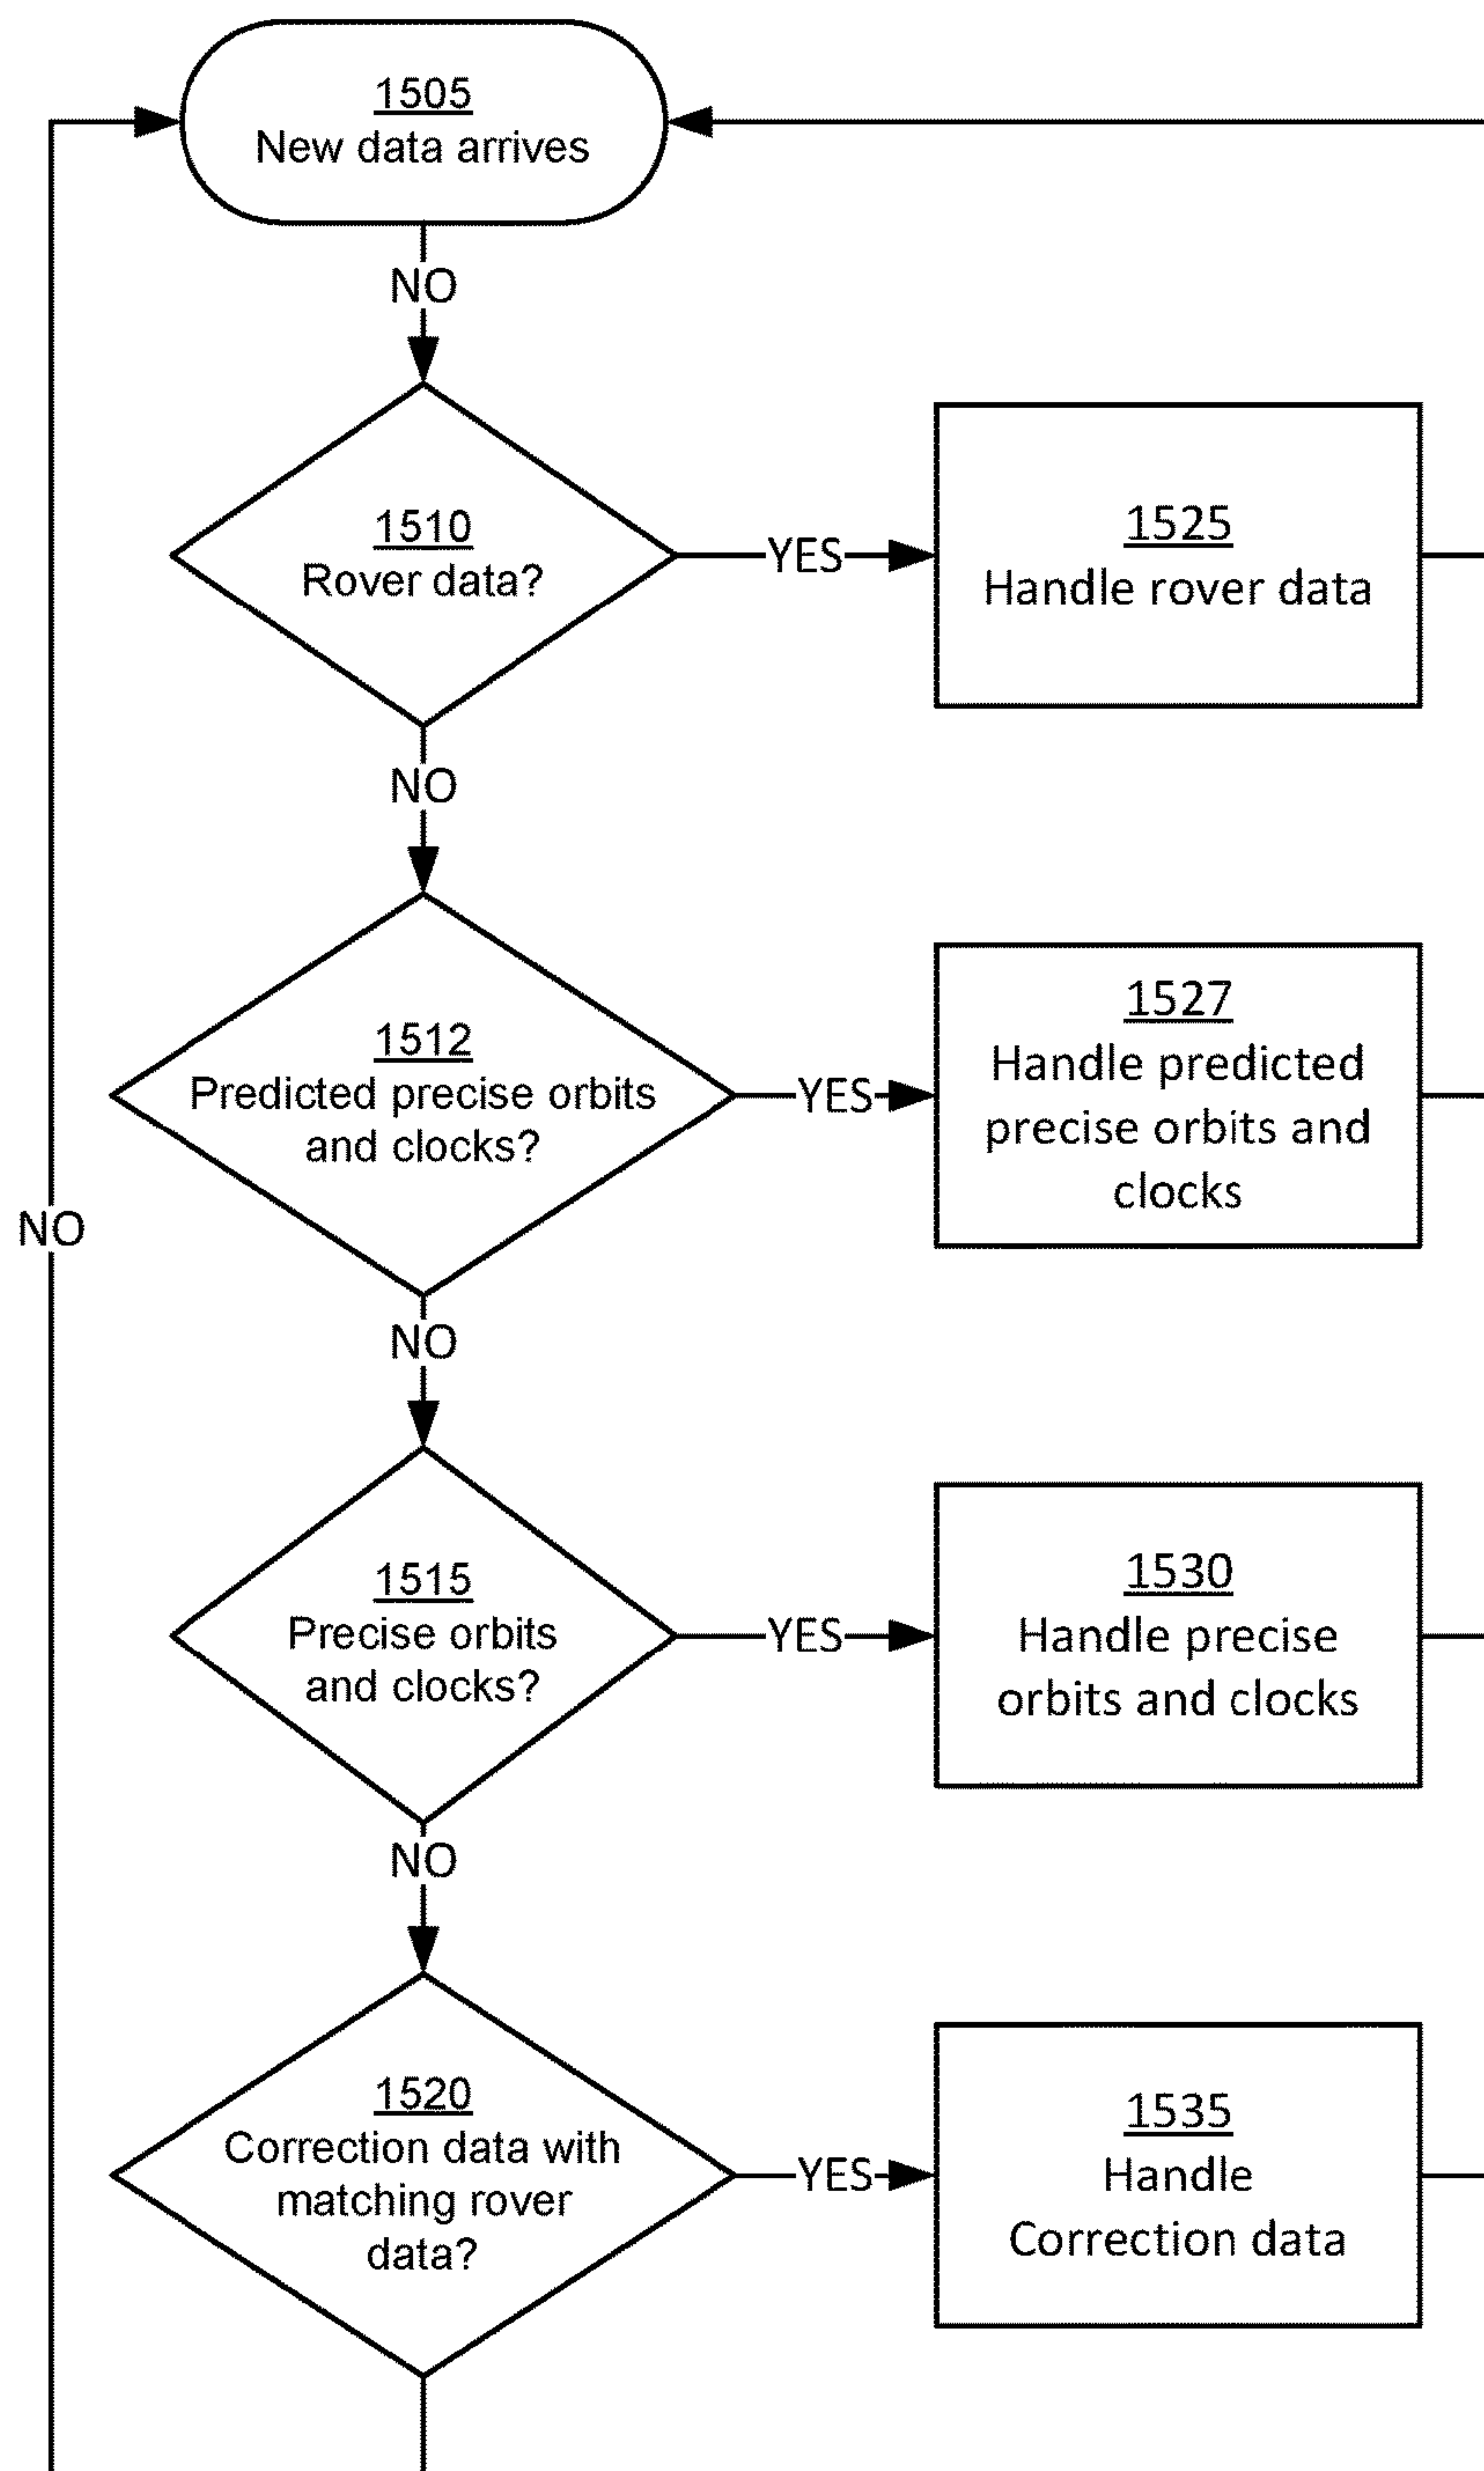 1505
New data arrives
NO
1510
Rover data?
YES
1525
Handle rover data
NO
1512
Predicted precise orbits
and clocks?
YES
1527
Handle predicted
precise orbits and
clocks
NO
NO
1515
Precise orbits
and clocks?
YES
1530
Handle precise
orbits and clocks
NO
1520
Correction data with
matching rover
data?
YES
1535
Handle
Correction data